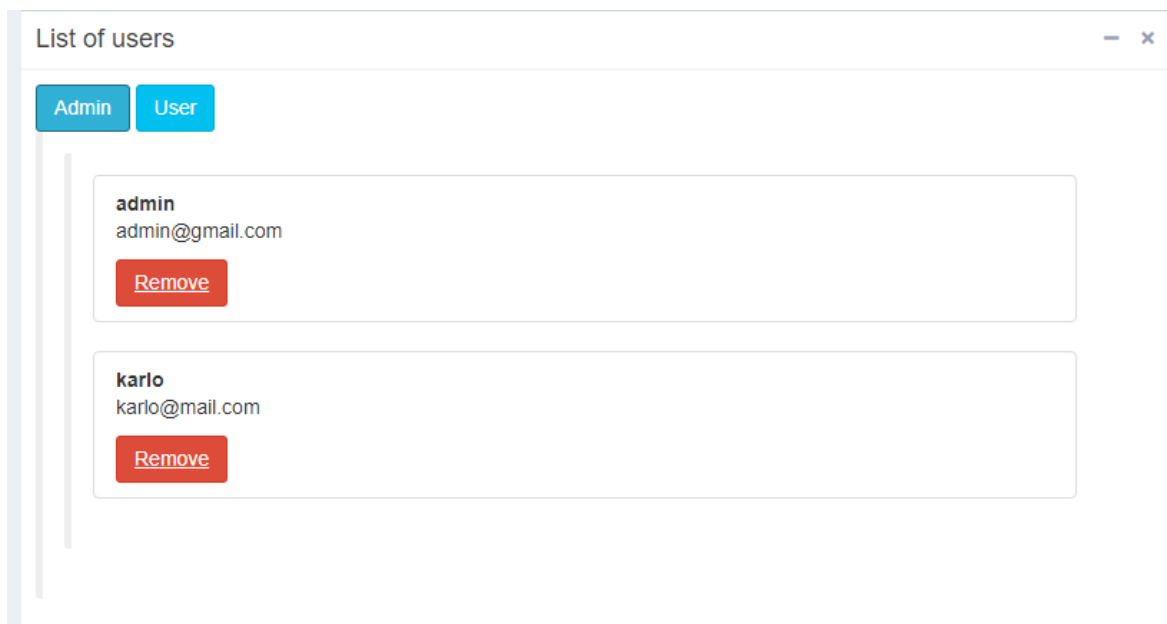 List of users
Admin User
admin
admin@gmail.com
Remove
karlo
karlo@mail.com
Remove